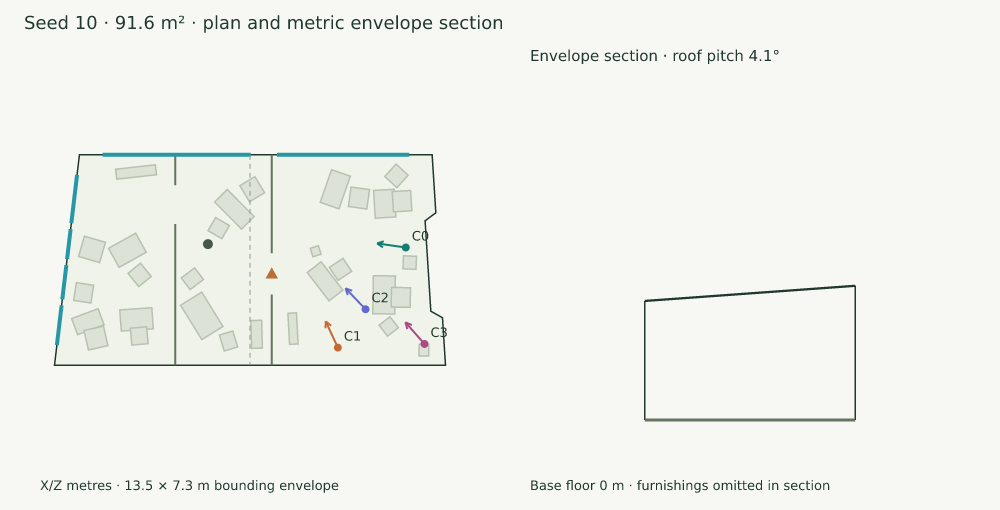 Seed 10 · 91.6 m² · plan and metric envelope section
Envelope section · roof pitch 4.1°
C0
C2
C3
C1
X/Z metres · 13.5 × 7.3 m bounding envelope
Base floor 0 m · furnishings omitted in section